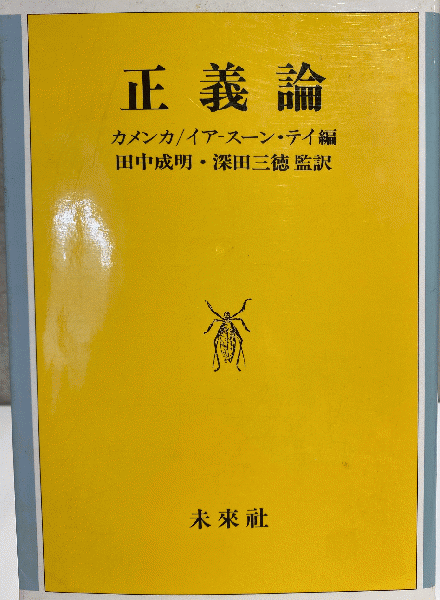 正義論
カメンカ/イア-スーン・テイ編
田中成明・深田三徳 監訳
未來社